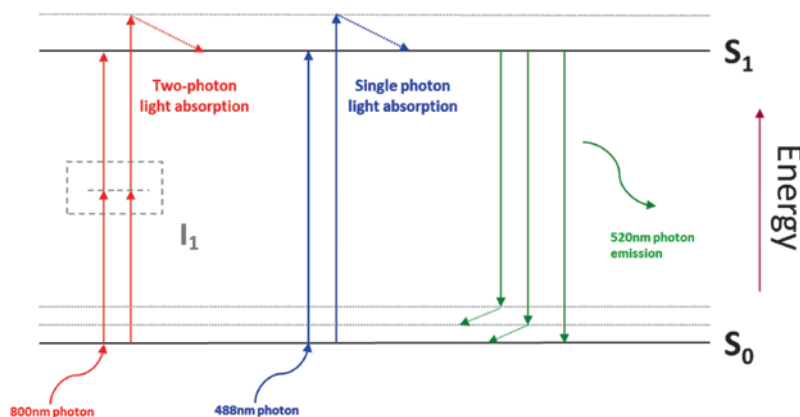 S1
Two-photon
light absorption
Single photon
light absorption
Energy
I1
520nm photon
emission
S0
800nm photon
488nm photon